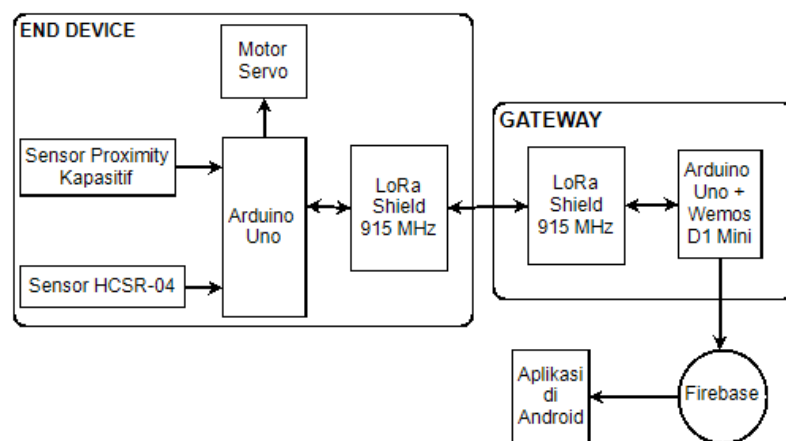 END DEVICE
Motor
Servo
Sensor Proximity
Kapasitif
Arduino
Uno
Sensor HCSR-04
LoRa
Shield
915 MHz
GATEWAY
LoRa
Shield
915 MHz
Arduino
Uno +
Wemos
D1 Mini
Aplikasi
di
Android
Firebase